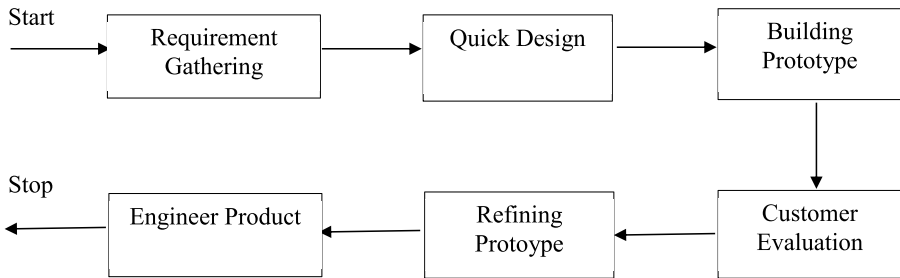 Start
Requirement
Gathering
Quick Design
Building
Prototype
Customer
Evaluation
Refining
Protoype
Engineer Product
Stop